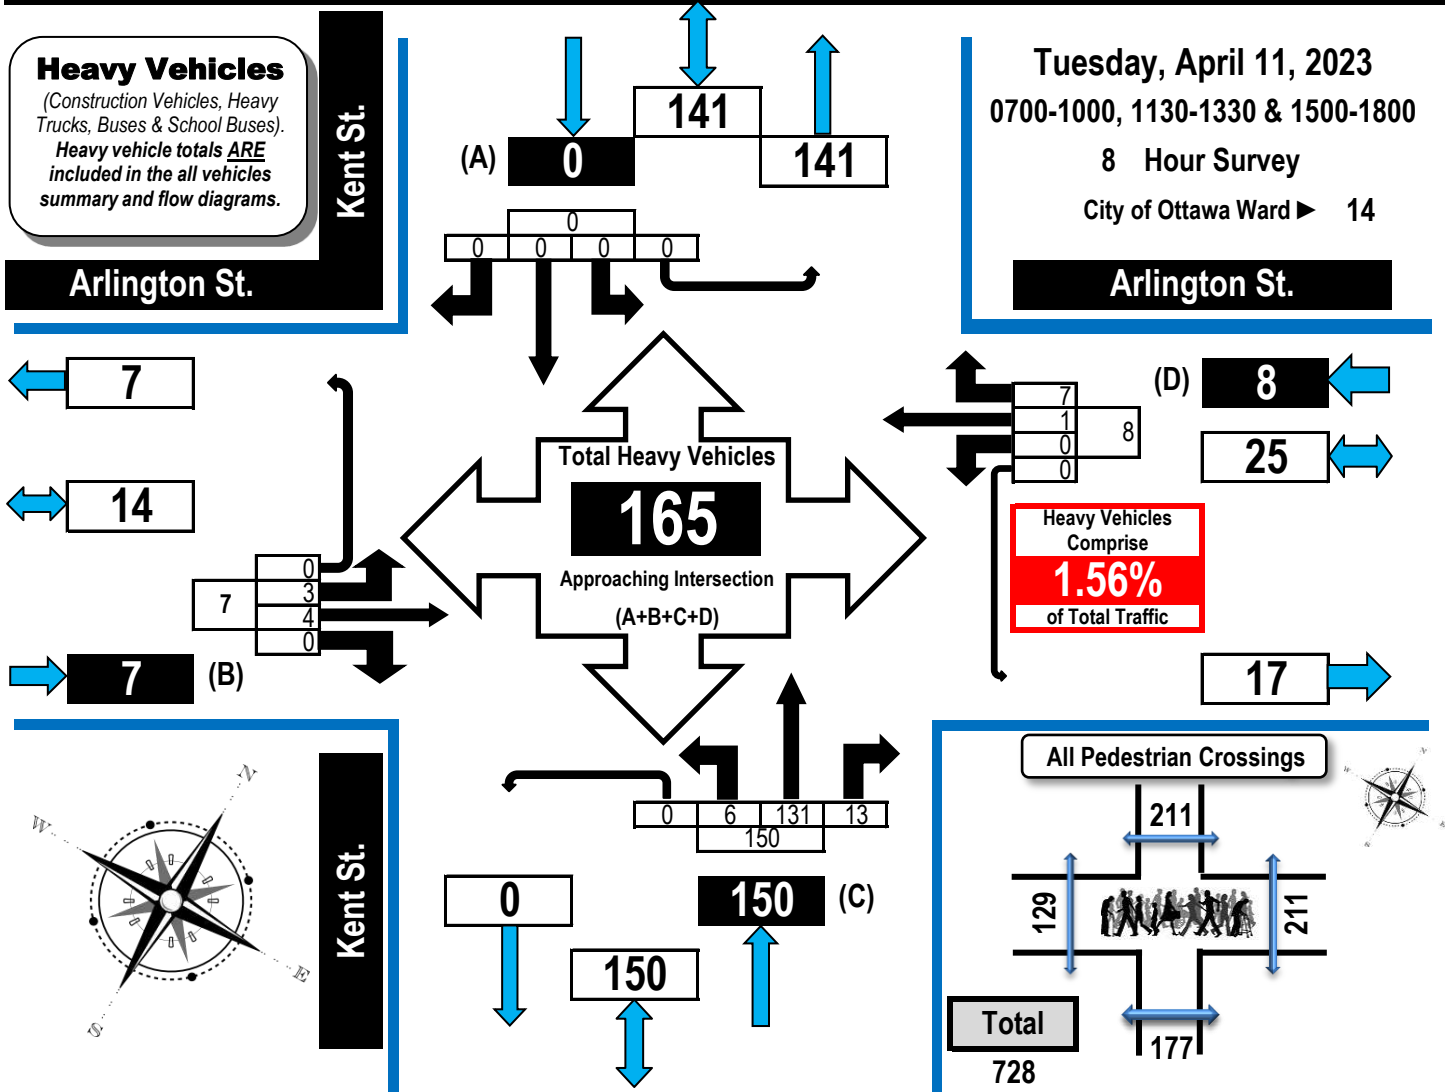 Heavy Vehicles
(Construction Vehicles, Heavy
Trucks, Buses & School Buses).
Heavy vehicle totals ARE
included in the all vehicles
summary and flow diagrams.
Kent St.
Arlington St.
(A)
0
141
141
0
0 0 0 0
Tuesday, April 11, 2023
0700-1000, 1130-1330 & 1500-1800
8 Hour Survey
City of Ottawa Ward ► 14
Arlington St.
7
14
0
3
4
0
7
7
(B)
Total Heavy Vehicles
165
Approaching Intersection
(A+B+C+D)
7
1
0
0
8
(D)
8
25
Heavy Vehicles
Comprise
1.56%
of Total Traffic
17
N
W
E
S
Kent St.
0 6 131 13
150
0
150
150
(C)
All Pedestrian Crossings
211
129
211
177
Total
728